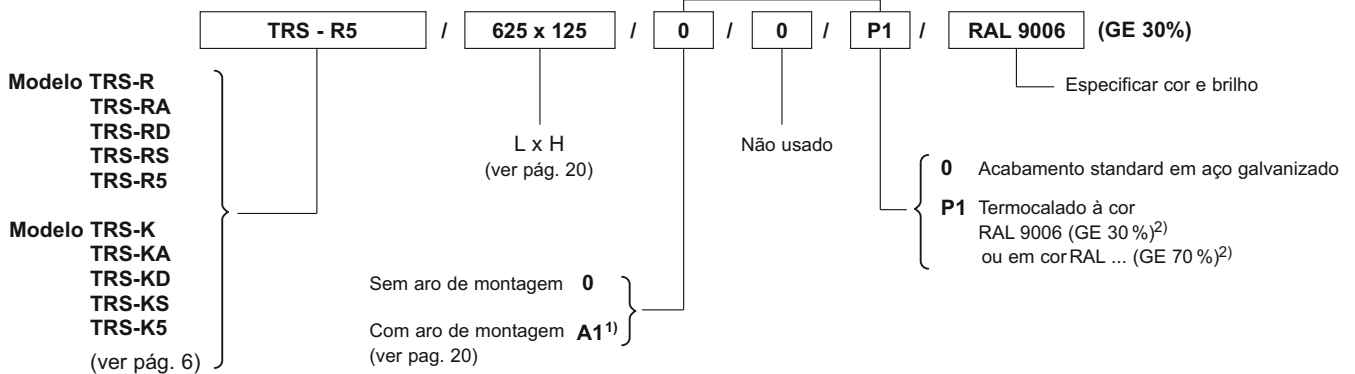 TRS - R5 / 625 x 125 / 0 / 0 / P1 / RAL 9006 (GE 30%)
Modelo TRS-R
TRS-RA
TRS-RD
TRS-RS
TRS-R5
Modelo TRS-K
TRS-KA
TRS-KD
TRS-KS
TRS-K5
(ver pág. 6)
L x H
(ver pág. 20)
Sem aro de montagem 0
Com aro de montagem A1¹⁾
(ver pag. 20)
Não usado
Especificar cor e brilho
0 Acabamento standard em aço galvanizado
P1 Termocalado à cor
RAL 9006 (GE 30 %)²⁾
ou em cor RAL ... (GE 70 %)²⁾